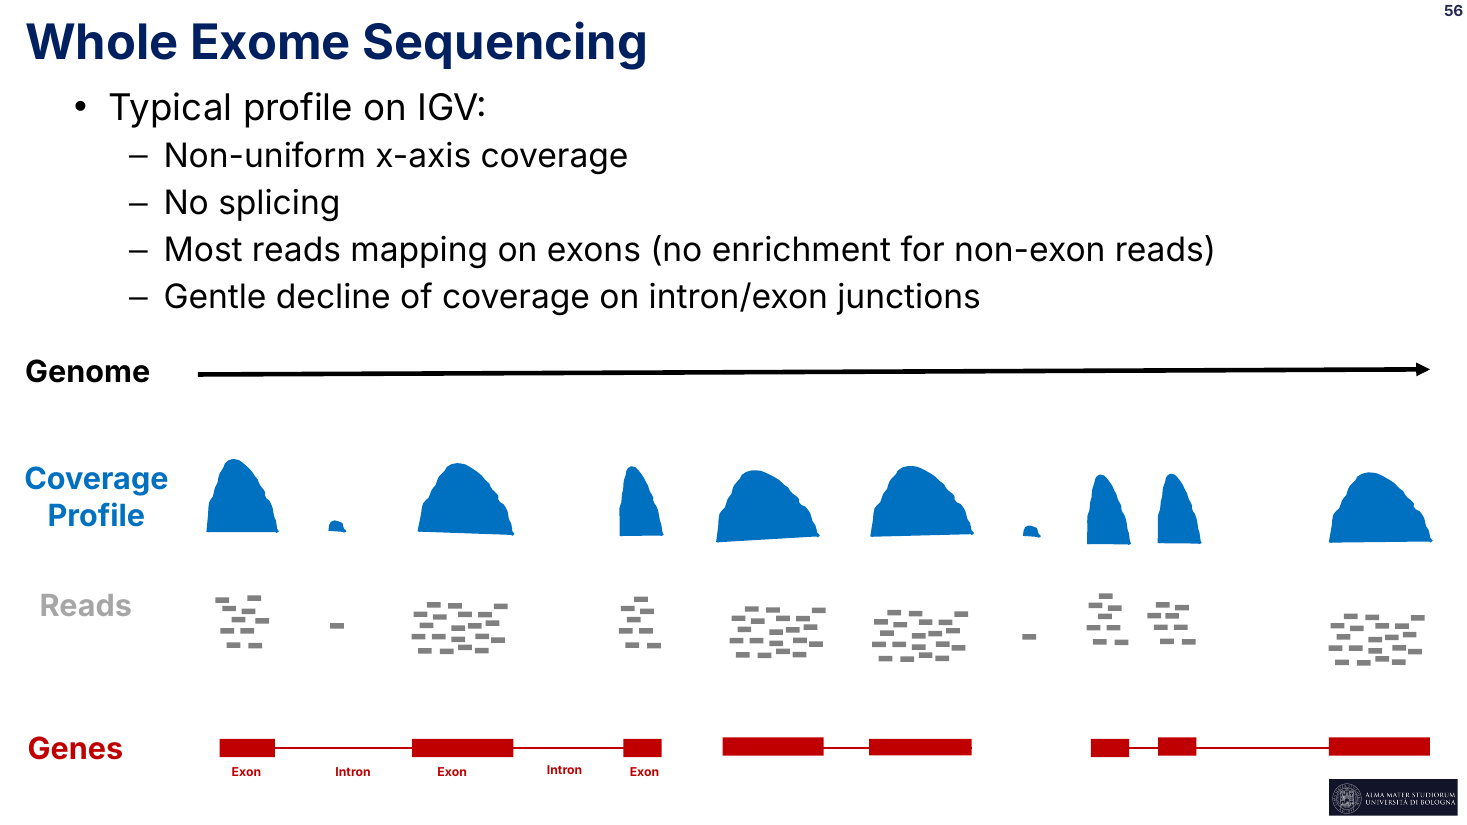 56
Whole Exome Sequencing
• Typical profile on IGV:
– Non-uniform x-axis coverage
– No splicing
– Most reads mapping on exons (no enrichment for non-exon reads)
– Gentle decline of coverage on intron/exon junctions
Genome
Coverage
Profile
Reads
Genes
Exon Intron Exon Intron Exon
ALMA MATER STUDIORUM
UNIVERSITÀ DI BOLOGNA